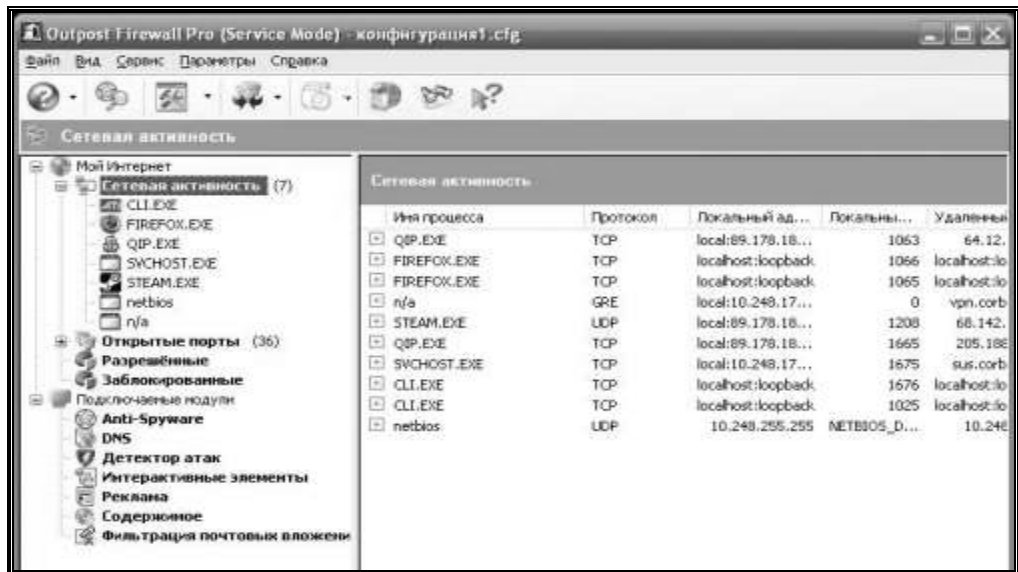 Outpost Firewall Pro (Service Mode) - конфигурация1.cfg
Файл Вид Сервис Параметры Справка
Сетевая активность
Мой Интернет
Сетевая активность (7)
CLI.EXE
FIREFOX.EXE
QIP.EXE
SVCHOST.EXE
STEAM.EXE
netbios
n/a
Открытые порты (36)
Разрешённые
Заблокированные
Подключаемые модули
Anti-Spyware
DNS
Детектор атак
Интерактивные элементы
Реклама
Содержимое
Фильтрация почтовых вложени
Сетевая активность
Имя процесса Протокол Локальный ад... Локальны... Удаленный
QIP.EXE TCP local:89.178.18... 1063 64.12.
FIREFOX.EXE TCP localhost:loopback 1066 localhost:lo
FIREFOX.EXE TCP localhost:loopback 1065 localhost:lo
n/a GRE local:10.248.17... 0 vpn.corb
STEAM.EXE UDP local:89.178.18... 1208 68.142.
QIP.EXE TCP local:89.178.18... 1665 205.188
SVCHOST.EXE TCP local:10.248.17... 1675 sus.corb
CLI.EXE TCP localhost:loopback 1676 localhost:lo
CLI.EXE TCP localhost:loopback 1025 localhost:lo
netbios UDP 10.248.255.255 NETBIOS_D... 10.248